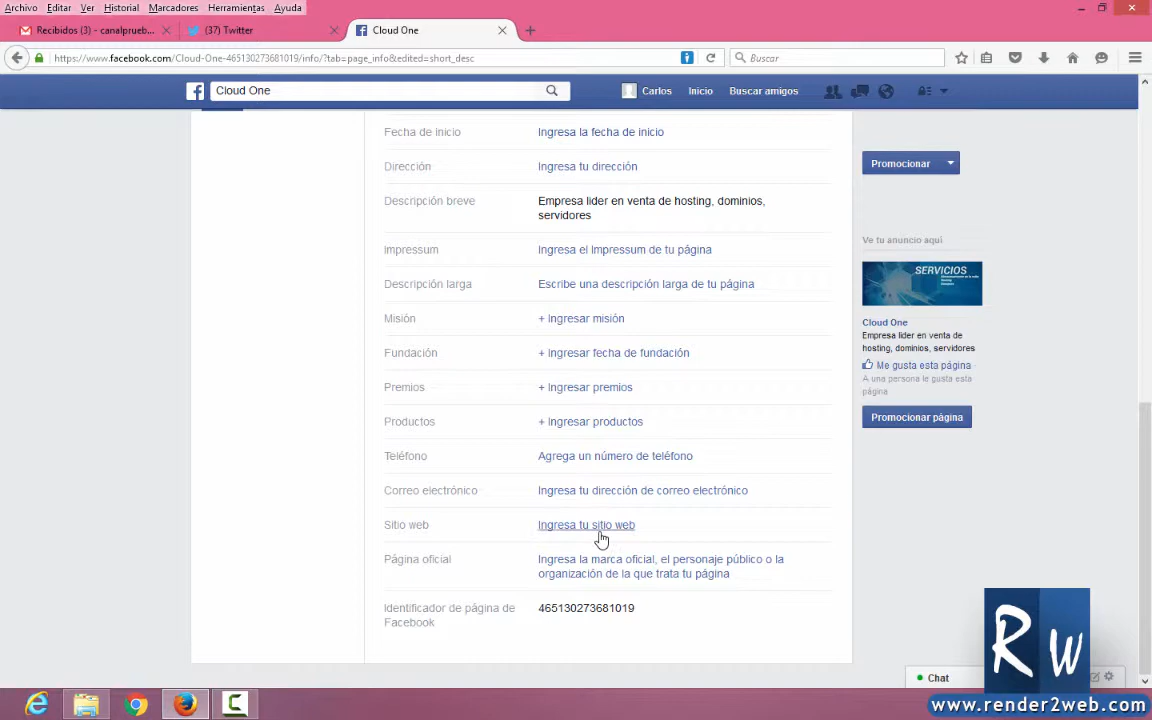 Archivo Editar Ver Historial Marcadores Herramientas Ayuda
Recibidos (3) - canalprueb... (37) Twitter Cloud One
https://www.facebook.com/Cloud-One-465130273681019/info/?tab=page_info&edited=short_desc Buscar
Cloud One Carlos Inicio Buscar amigos
Fecha de inicio Ingresa la fecha de inicio
Dirección Ingresa tu dirección
Promocionar
Descripción breve Empresa lider en venta de hosting, dominios,
servidores
Impressum Ingresa el Impressum de tu página
Descripción larga Escribe una descripción larga de tu página
Misión + Ingresar misión
Fundación + Ingresar fecha de fundación
Premios + Ingresar premios
Productos + Ingresar productos
Teléfono Agrega un número de teléfono
Correo electrónico Ingresa tu dirección de correo electrónico
Sitio web Ingresa tu sitio web
Página oficial Ingresa la marca oficial, el personaje público o la
organización de la que trata tu página
Identificador de página de 465130273681019
Facebook
Ve tu anuncio aquí
SERVICIOS
Cloud One
Empresa lider en venta de
hosting, dominios, servidores
Me gusta esta página
A una persona le gusta esta
página
Promocionar página
Chat
RW
www.render2web.com